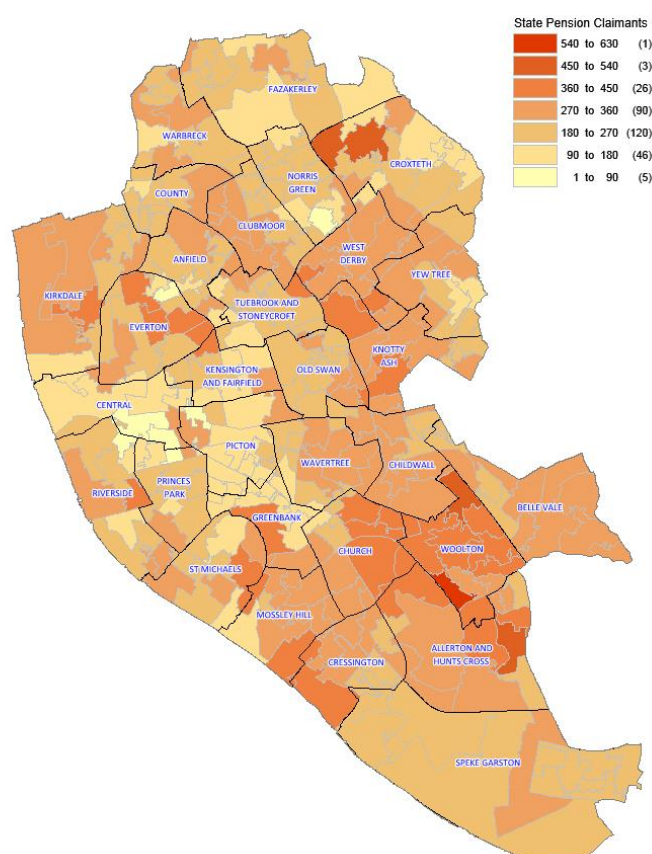 State Pension Claimants
540 to 630 (1)
450 to 540 (3)
360 to 450 (26)
270 to 360 (90)
180 to 270 (120)
90 to 180 (46)
1 to 90 (5)
FAZAKERLEY
WARBRECK
CROXTETH
NORRIS
GREEN
COUNTY
CLUBMOOR
WEST
DERBY
ANFIELD
YEW TREE
KIRKDALE
TUEBROOK AND
STONEYCROFT
EVERTON
KNOTTY
ASH
KENSINGTON
AND FAIRFIELD
OLD SWAN
CENTRAL
PICTON
WAVERTREE
CHILDWALL
PRINCES
PARK
RIVERSIDE
BELLE VALE
GREENBANK
CHURCH
WOOLTON
ST MICHAELS
MOSSLEY HILL
ALLERTON AND
HUNTS CROSS
CRESSINGTON
SPEKE GARSTON